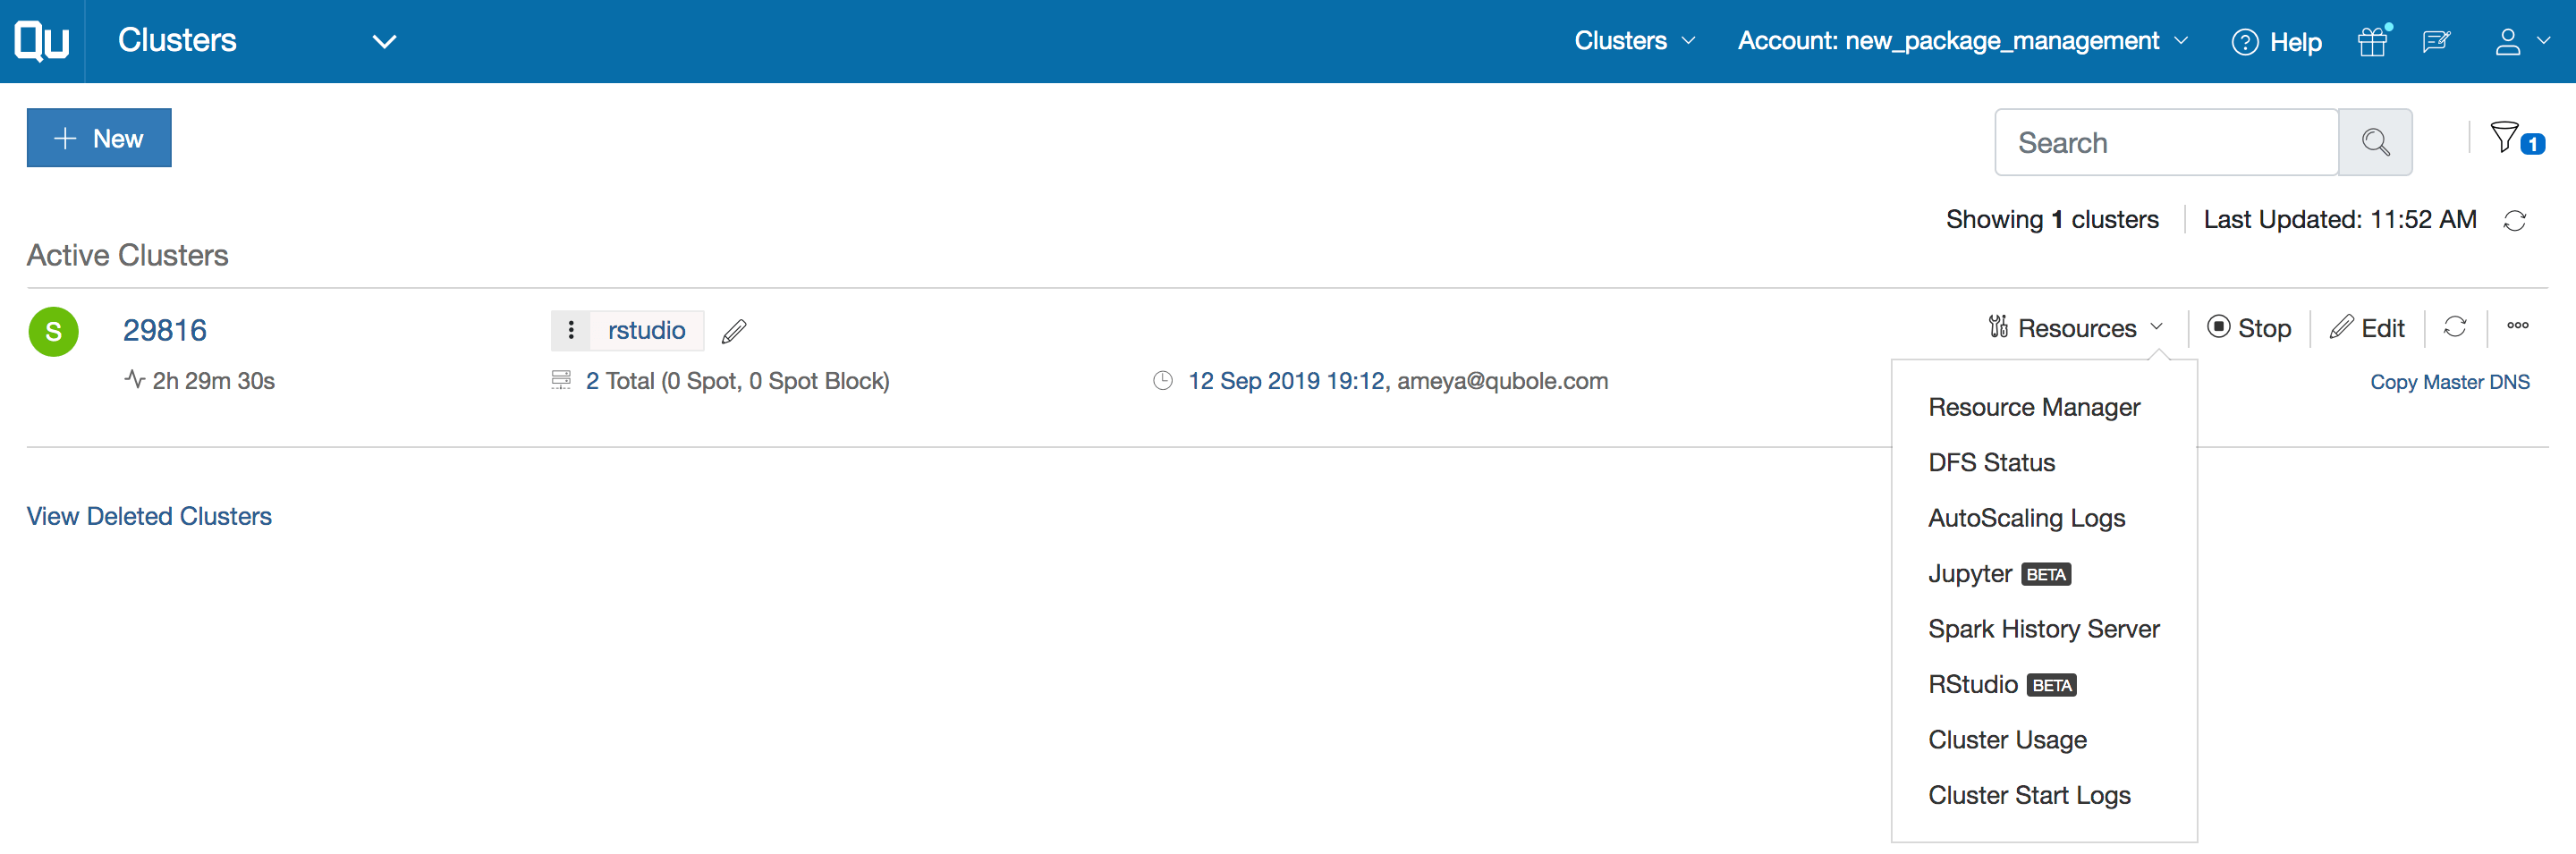 Qu Clusters Clusters Account: new_package_management Help
New Search 1
Showing 1 clusters Last Updated: 11:52 AM
Active Clusters
S 29816 rstudio Resources Stop Edit
2h 29m 30s 2 Total (0 Spot, 0 Spot Block) 12 Sep 2019 19:12, ameya@qubole.com Copy Master DNS
Resource Manager
DFS Status
AutoScaling Logs
Jupyter BETA
Spark History Server
RStudio BETA
Cluster Usage
Cluster Start Logs
View Deleted Clusters